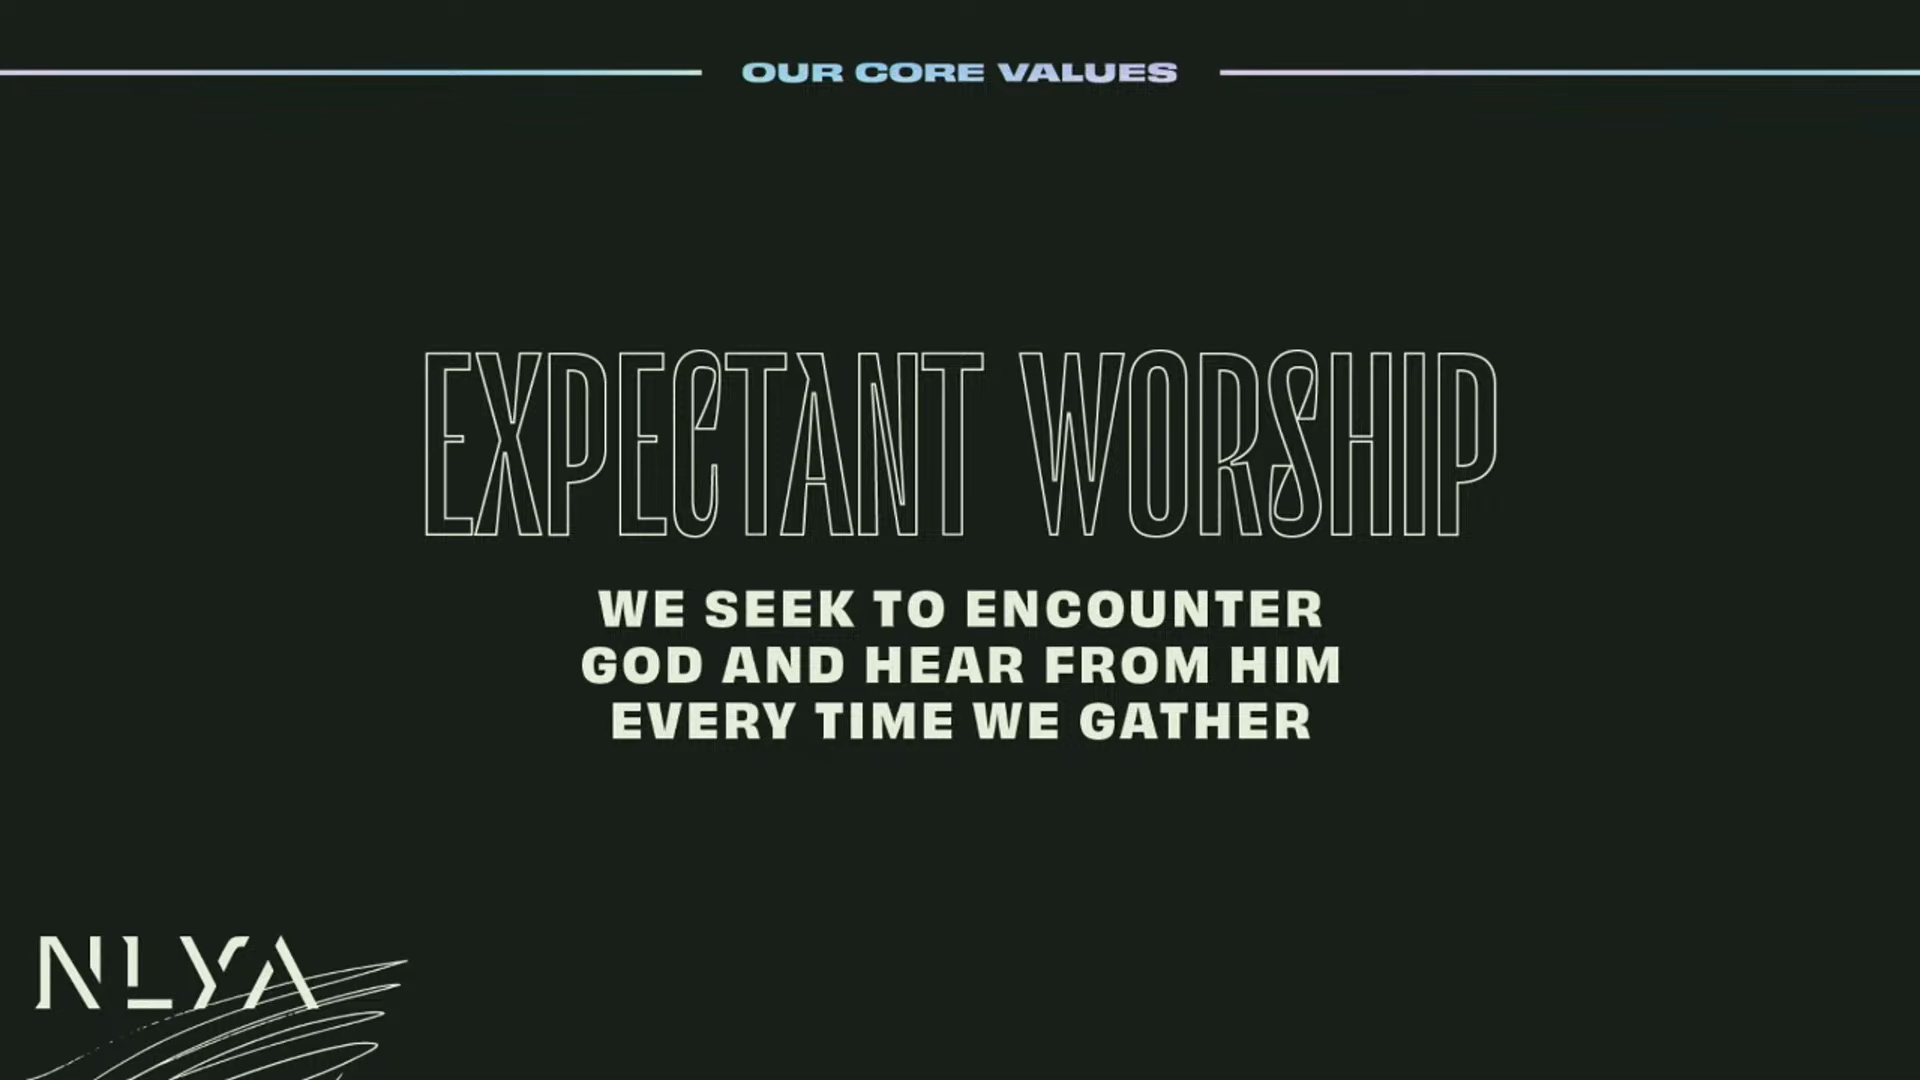 OUR CORE VALUES
EXPECTANT WORSHIP
WE SEEK TO ENCOUNTER
GOD AND HEAR FROM HIM
EVERY TIME WE GATHER
NLYA